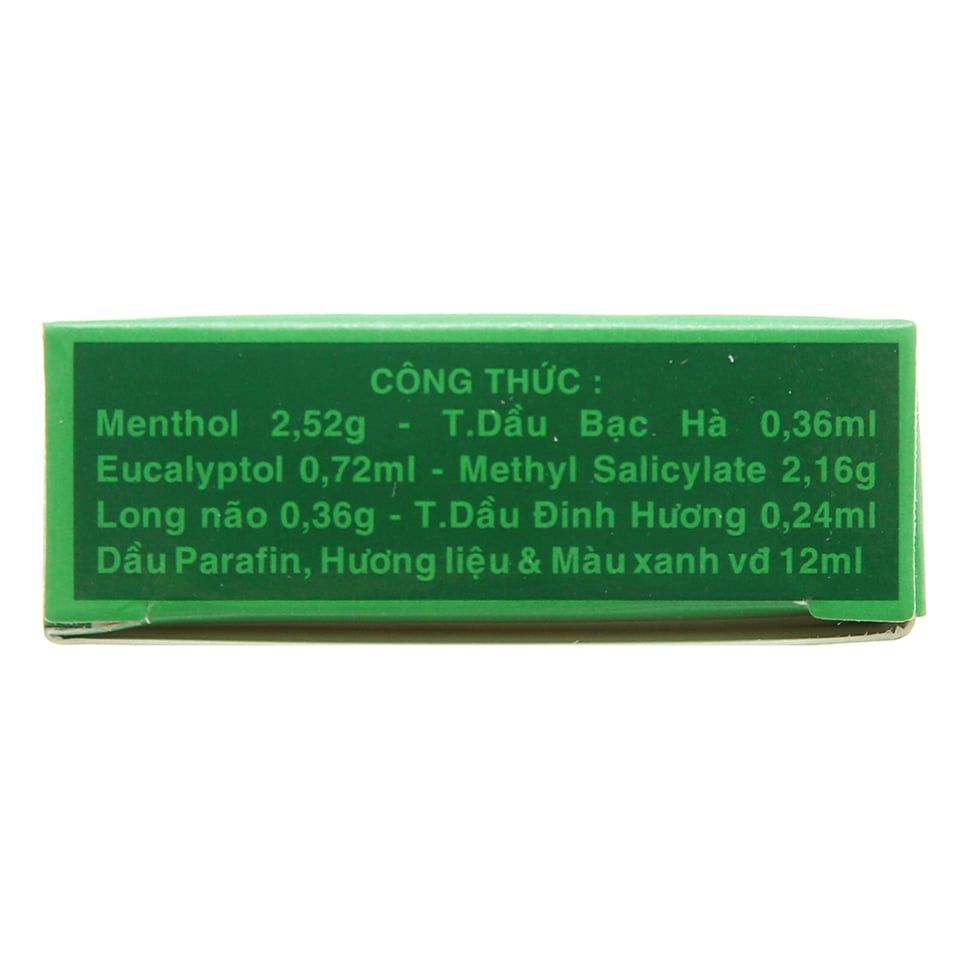 CÔNG THỨC :
Menthol 2,52g - T.Dầu Bạc Hà 0,36ml
Eucalyptol 0,72ml - Methyl Salicylate 2,16g
Long não 0,36g - T.Dầu Đinh Hương 0,24ml
Dầu Parafin, Hương liệu & Màu xanh vđ 12ml